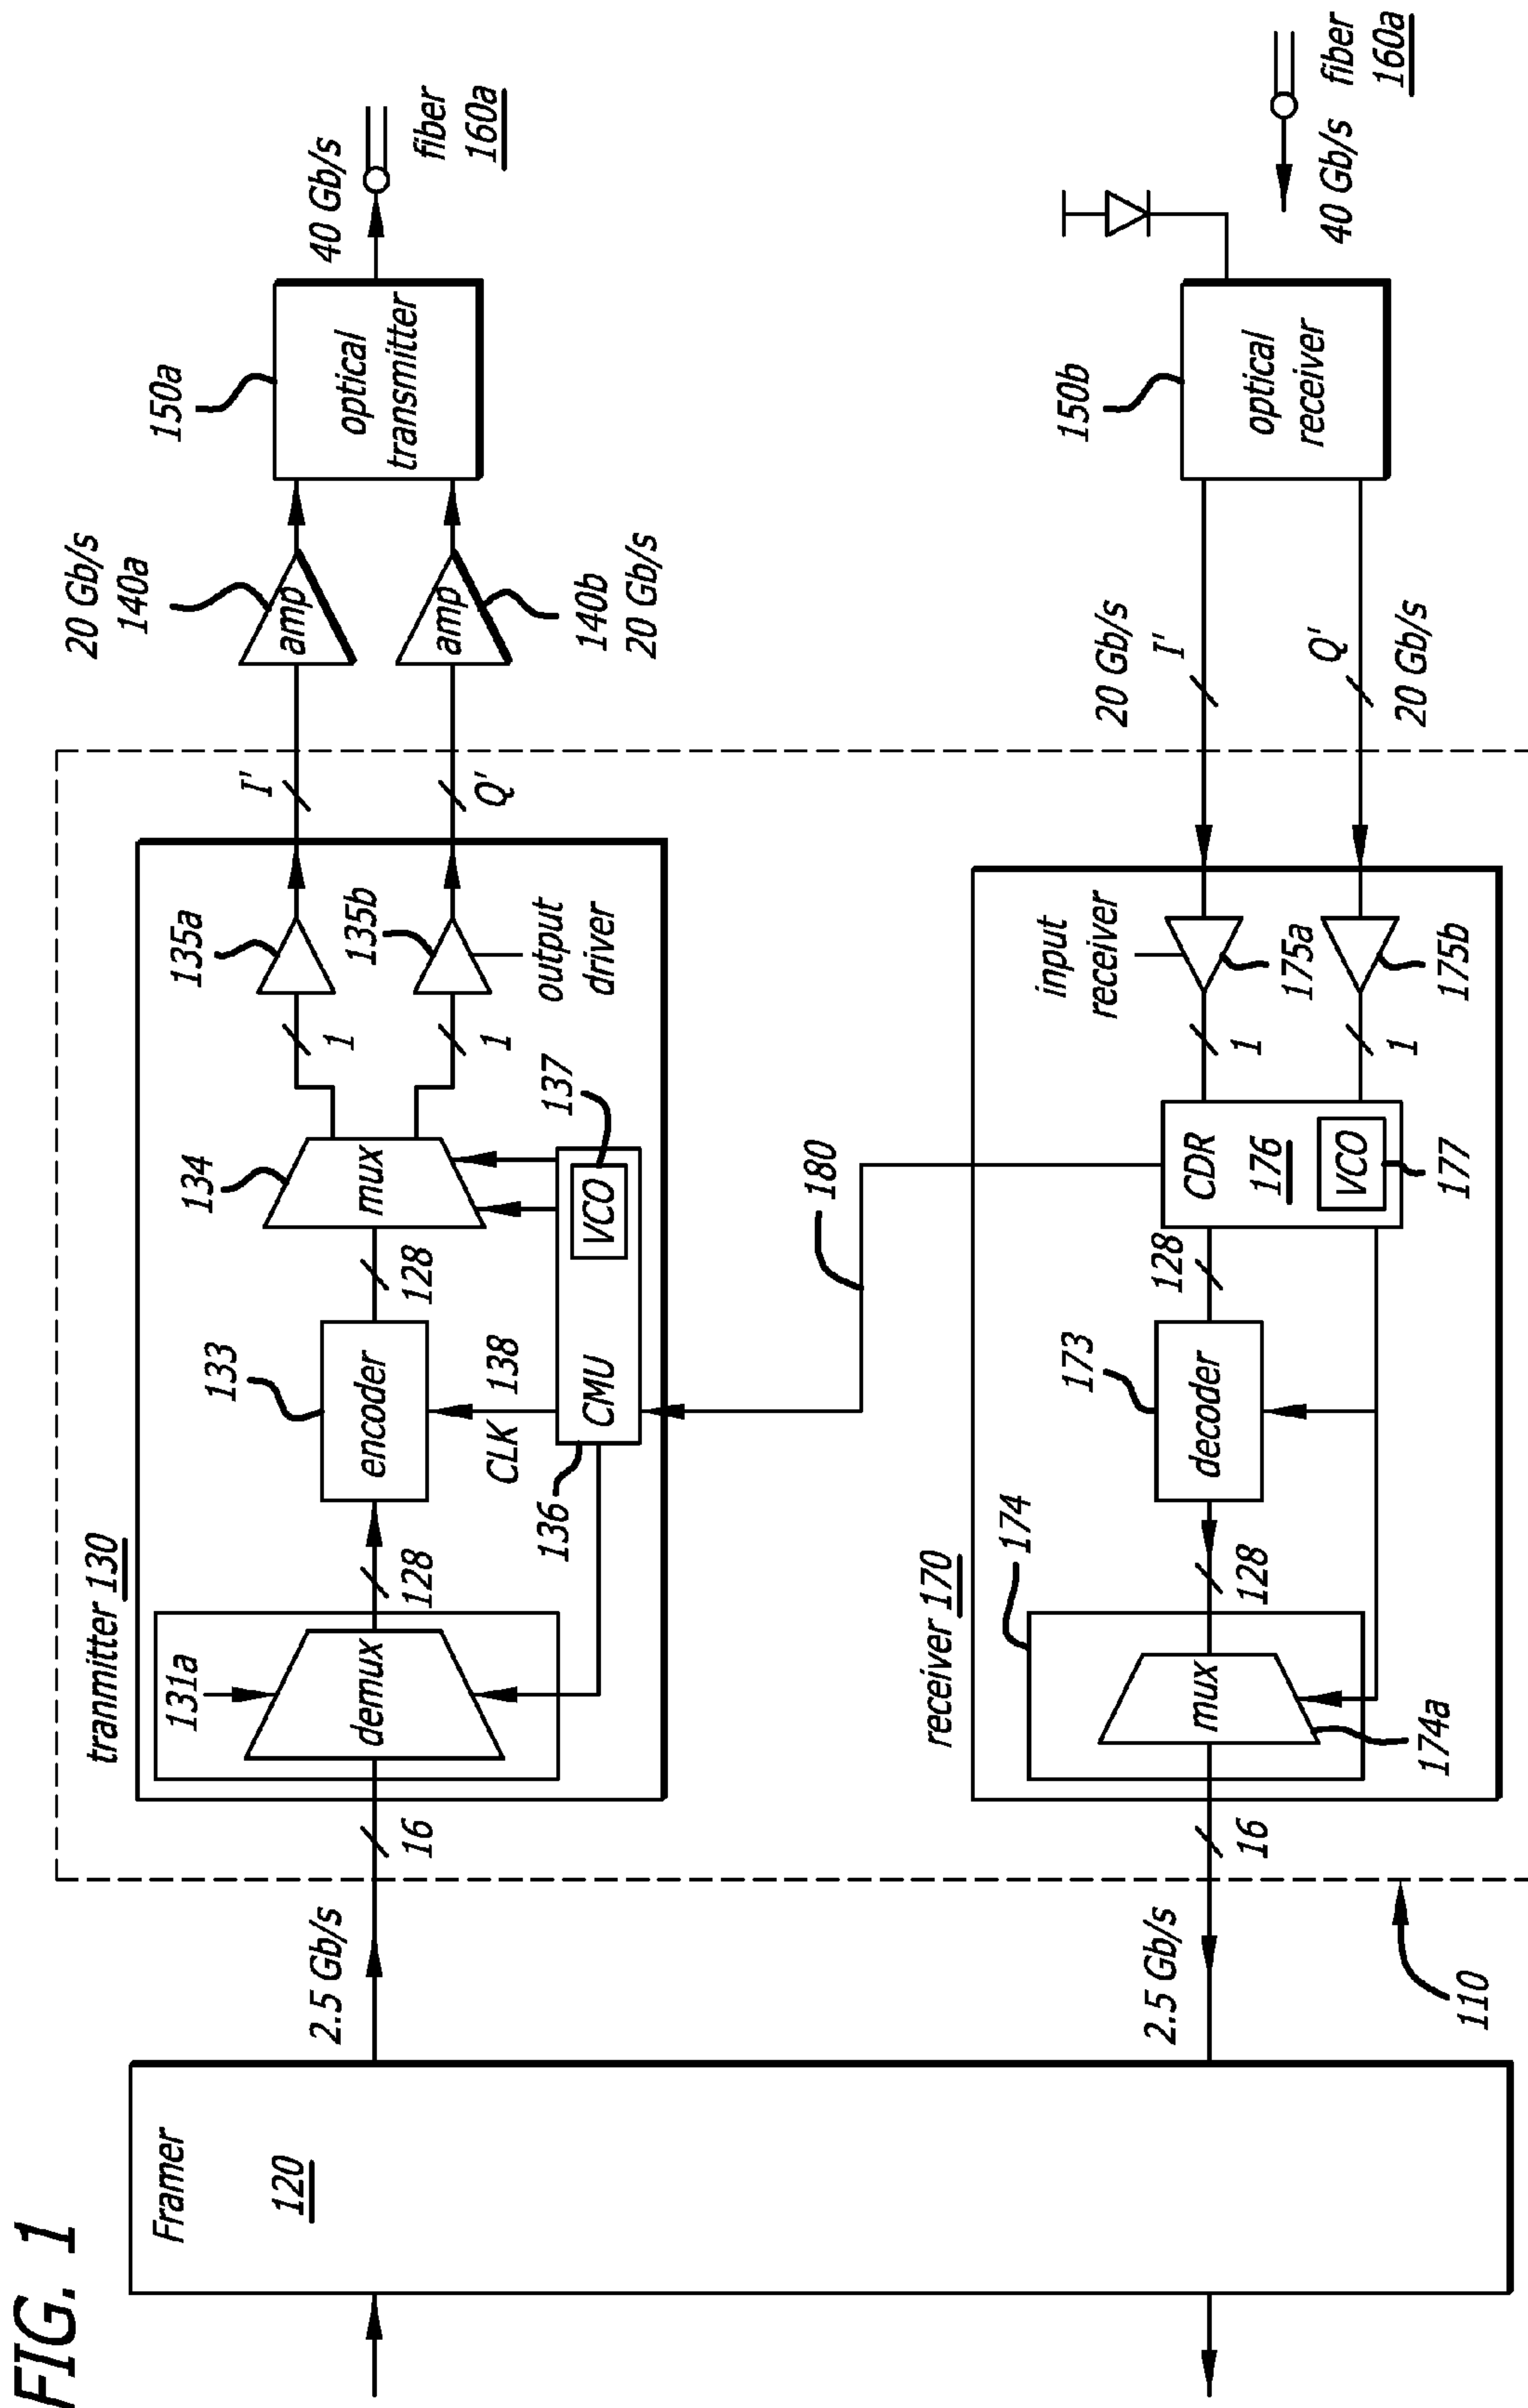 FIG. 1
Framer
120
2.5 Gb/s
16
tranmitter 130
131a
demux
128
133
encoder
CLK 138
136
CMU
VCO
137
128
134
mux
1
1
135a
135b
output
driver
I'
Q'
20 Gb/s
140a
amp
amp
140b
20 Gb/s
150a
optical
transmitter
40 Gb/s
fiber
160a
110
2.5 Gb/s
16
receiver 170
174
mux
174a
128
173
decoder
128
180
CDR
176
VCO
177
1
1
input
receiver
175a
175b
20 Gb/s
I'
Q'
20 Gb/s
150b
optical
receiver
40 Gb/s fiber
160a